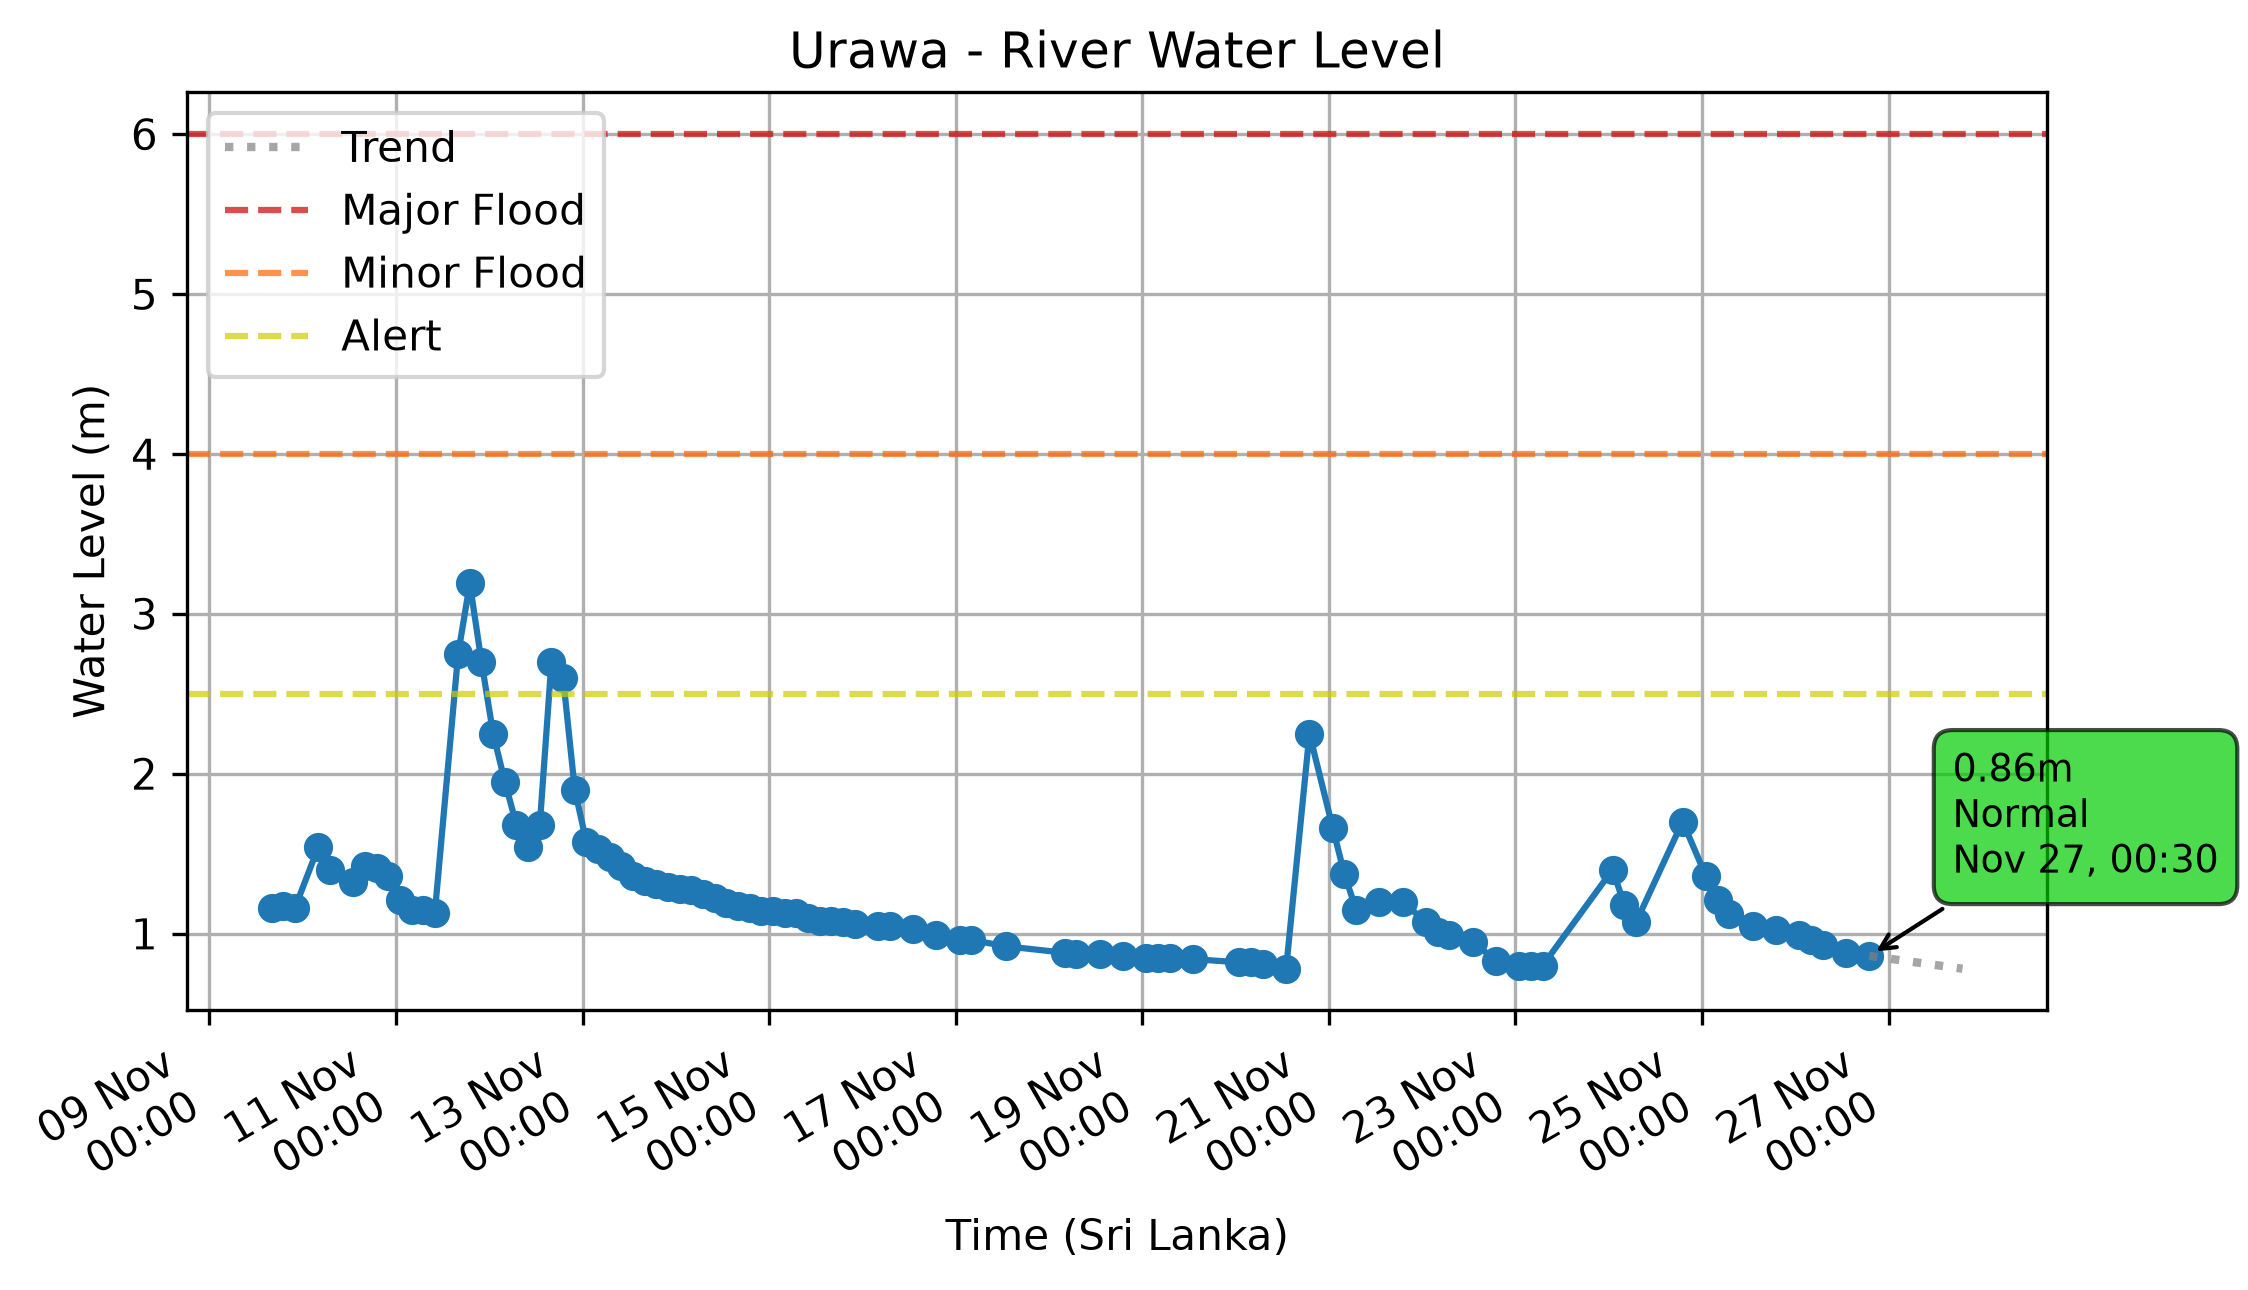 Urawa - River Water Level
Trend
Major Flood
Minor Flood
Alert
6
5
4
3
2
1
Water Level (m)
0.86m
Normal
Nov 27, 00:30
09 Nov
00:00
11 Nov
00:00
13 Nov
00:00
15 Nov
00:00
17 Nov
00:00
19 Nov
00:00
21 Nov
00:00
23 Nov
00:00
25 Nov
00:00
27 Nov
00:00
Time (Sri Lanka)